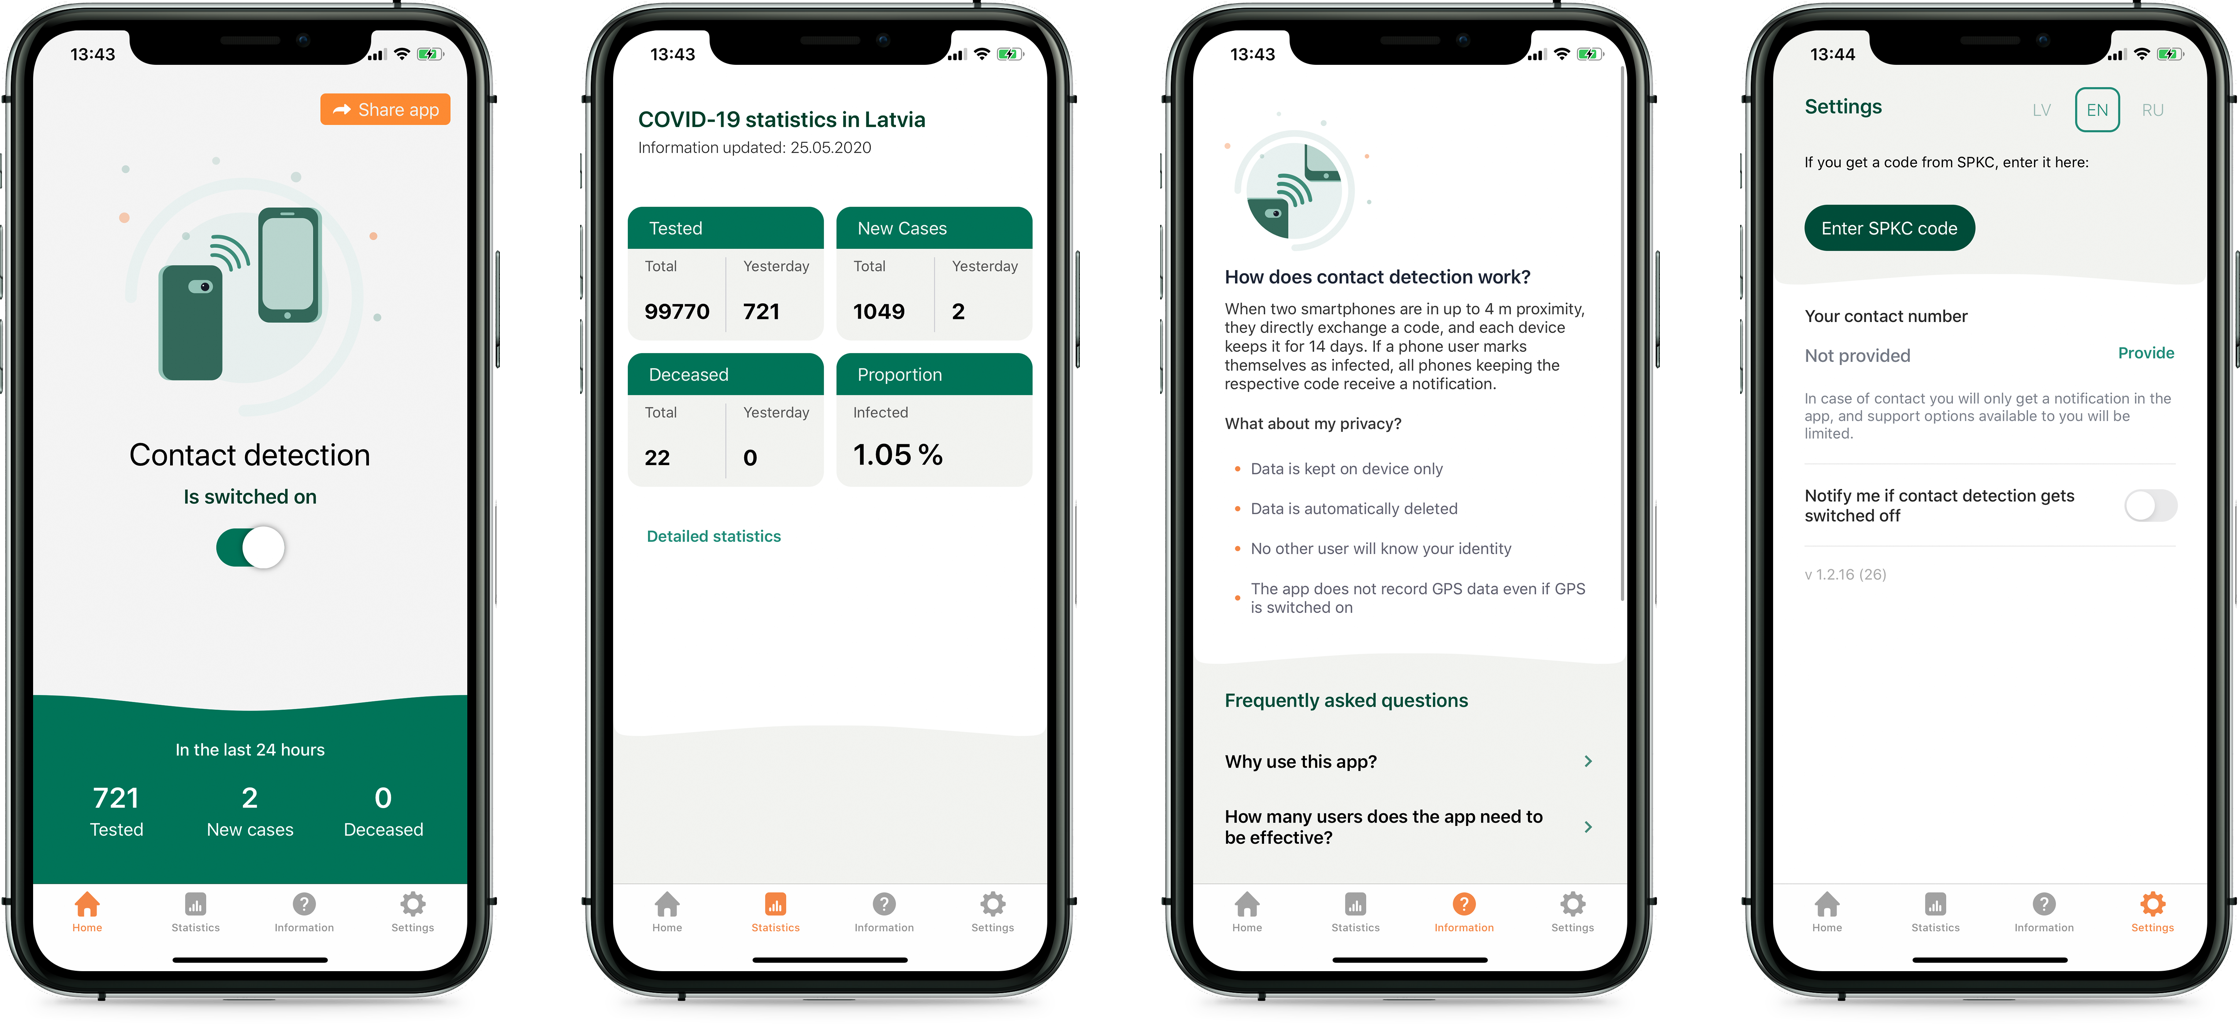 13:43
Share app
Contact detection
Is switched on
In the last 24 hours
721 2 0
Tested New cases Deceased
Home Statistics Information Settings
13:43
COVID-19 statistics in Latvia
Information updated: 25.05.2020
Tested New Cases
Total Yesterday Total Yesterday
99770 721 1049 2
Deceased Proportion
Total Yesterday Infected
22 0 1.05 %
Detailed statistics
Home Statistics Information Settings
13:43
How does contact detection work?
When two smartphones are in up to 4 m proximity,
they directly exchange a code, and each device
keeps it for 14 days. If a phone user marks
themselves as infected, all phones keeping the
respective code receive a notification.
What about my privacy?
• Data is kept on device only
• Data is automatically deleted
• No other user will know your identity
• The app does not record GPS data even if GPS
is switched on
Frequently asked questions
Why use this app?
How many users does the app need to
be effective?
Home Statistics Information Settings
13:44
Settings LV EN RU
If you get a code from SPKC, enter it here:
Enter SPKC code
Your contact number
Not provided Provide
In case of contact you will only get a notification in the
app, and support options available to you will be
limited.
Notify me if contact detection gets
switched off
v 1.2.16 (26)
Home Statistics Information Settings